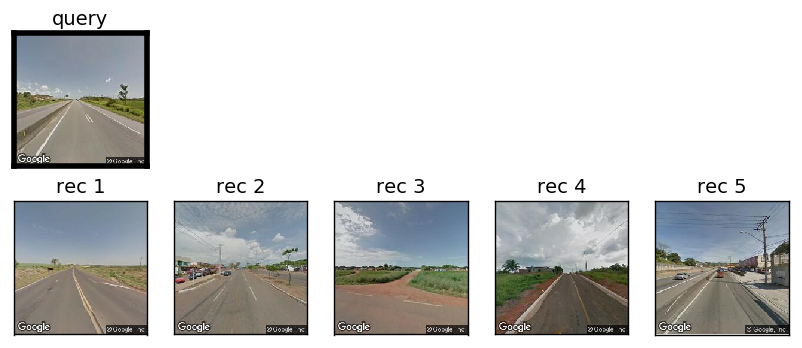 query
Google
© Google, Inc
rec 1
rec 2
rec 3
rec 4
rec 5
Google
© Google, Inc
Google
© Google, Inc
Google
© Google, Inc
Google
© Google, Inc
Google
© Google, Inc